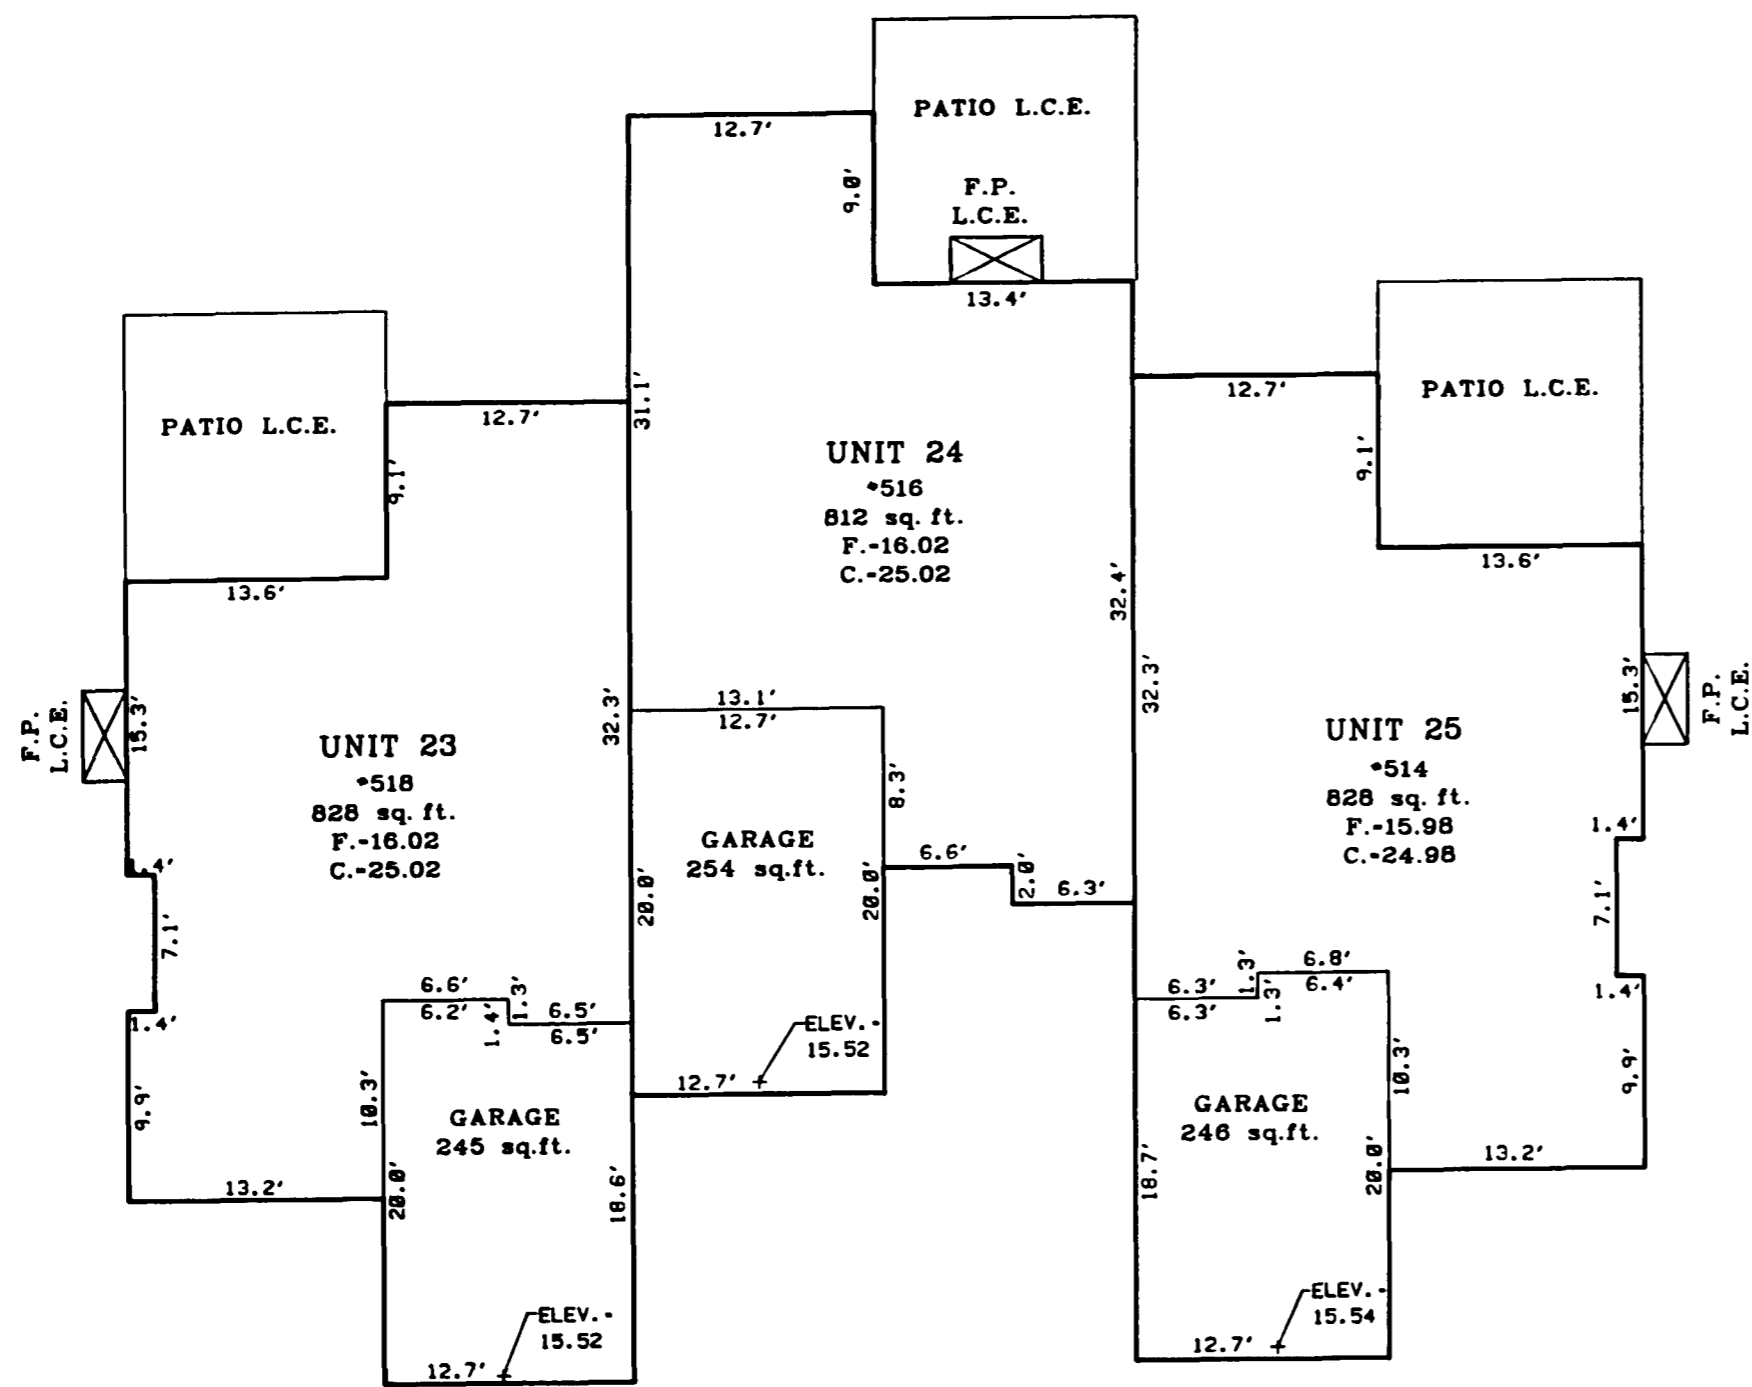 PATIO L.C.E.
12.7'
9.0'
F.P.
L.C.E.
13.4'
PATIO L.C.E.
12.7'
9.1'
13.6'
31.1'
UNIT 24
*516
812 sq. ft.
F.-16.02
C.-25.02
32.4'
12.7'
9.1'
PATIO L.C.E.
13.6'
F.P.
L.C.E.
15.3'
UNIT 23
*518
828 sq. ft.
F.-16.02
C.-25.02
32.3'
13.1'
12.7'
8.3'
GARAGE
254 sq.ft.
20.0'
20.0'
6.6'
2.0'
6.3'
32.3'
UNIT 25
*514
828 sq. ft.
F.-15.98
C.-24.98
15.3'
F.P.
L.C.E.
1.4'
7.1'
1.4'
9.9'
13.2'
6.6'
6.2'
1.3'
1.4'
6.5'
6.5'
10.3'
GARAGE
245 sq.ft.
20.0'
18.6'
ELEV.-
15.52
12.7'
12.7'
ELEV.-
15.52
1.4'
7.1'
1.4'
9.9'
13.2'
6.3'
6.3'
1.3'
1.3'
6.8'
6.4'
10.3'
GARAGE
246 sq.ft.
18.7'
20.0'
ELEV.-
15.54
12.7'